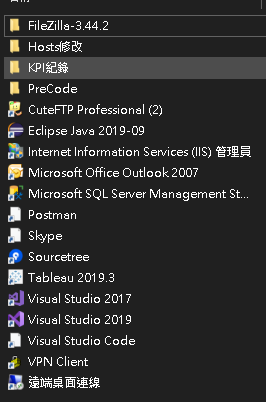 FileZilla-3.44.2
Hosts修改
KPI紀錄
PreCode
CuteFTP Professional (2)
Eclipse Java 2019-09
Internet Information Services (IIS) 管理員
Microsoft Office Outlook 2007
Microsoft SQL Server Management St...
Postman
Skype
Sourcetree
Tableau 2019.3
Visual Studio 2017
Visual Studio 2019
Visual Studio Code
VPN Client
遠端桌面連線